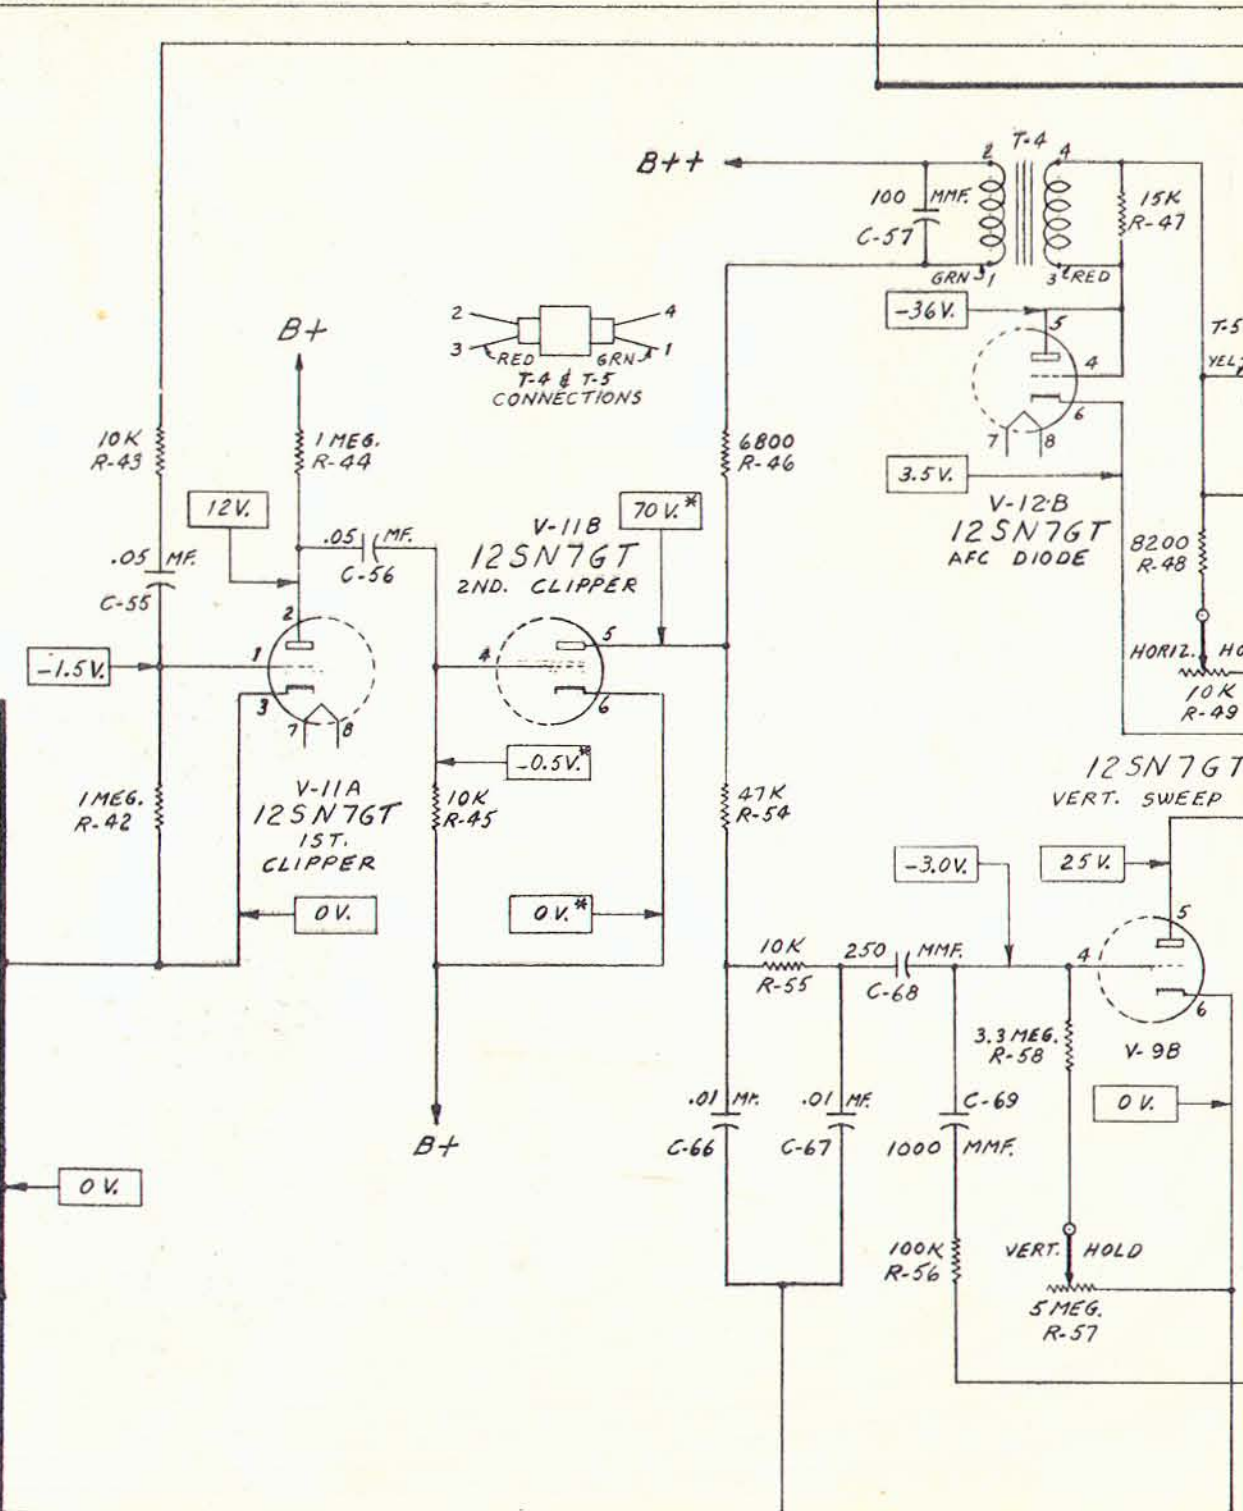 T-4
2
4
B++
100 MMF.
C-57
15K
R-47
GRN
1
3
RED
-36V.
5
T-5
YEL
4
6
7
8
3.5V.
V-12B
12SN7GT
AFC DIODE
8200
R-48
HORIZ. HO
10K
R-49
B+
2
3
RED
GRN
4
1
T-4 & T-5
CONNECTIONS
10K
R-43
1 MEG.
R-44
6800
R-46
12V.
.05 MF.
C-56
V-11B
12SN7GT
2ND. CLIPPER
70V.*
.05 MF.
C-55
2
1
3
7
8
-1.5V.
4
5
6
-0.5V.*
V-11A
12SN7GT
1ST.
CLIPPER
1MEG.
R-42
10K
R-45
47K
R-54
0V.
0V.*
12SN7GT
VERT. SWEEP
-3.0V.
25V.
5
4
6
10K
R-55
250 MMF.
C-68
3.3 MEG.
R-58
V-9B
0V.
.01 MF.
C-66
.01 MF.
C-67
C-69
1000 MMF.
B+
0V.
100K
R-56
VERT. HOLD
5 MEG.
R-57